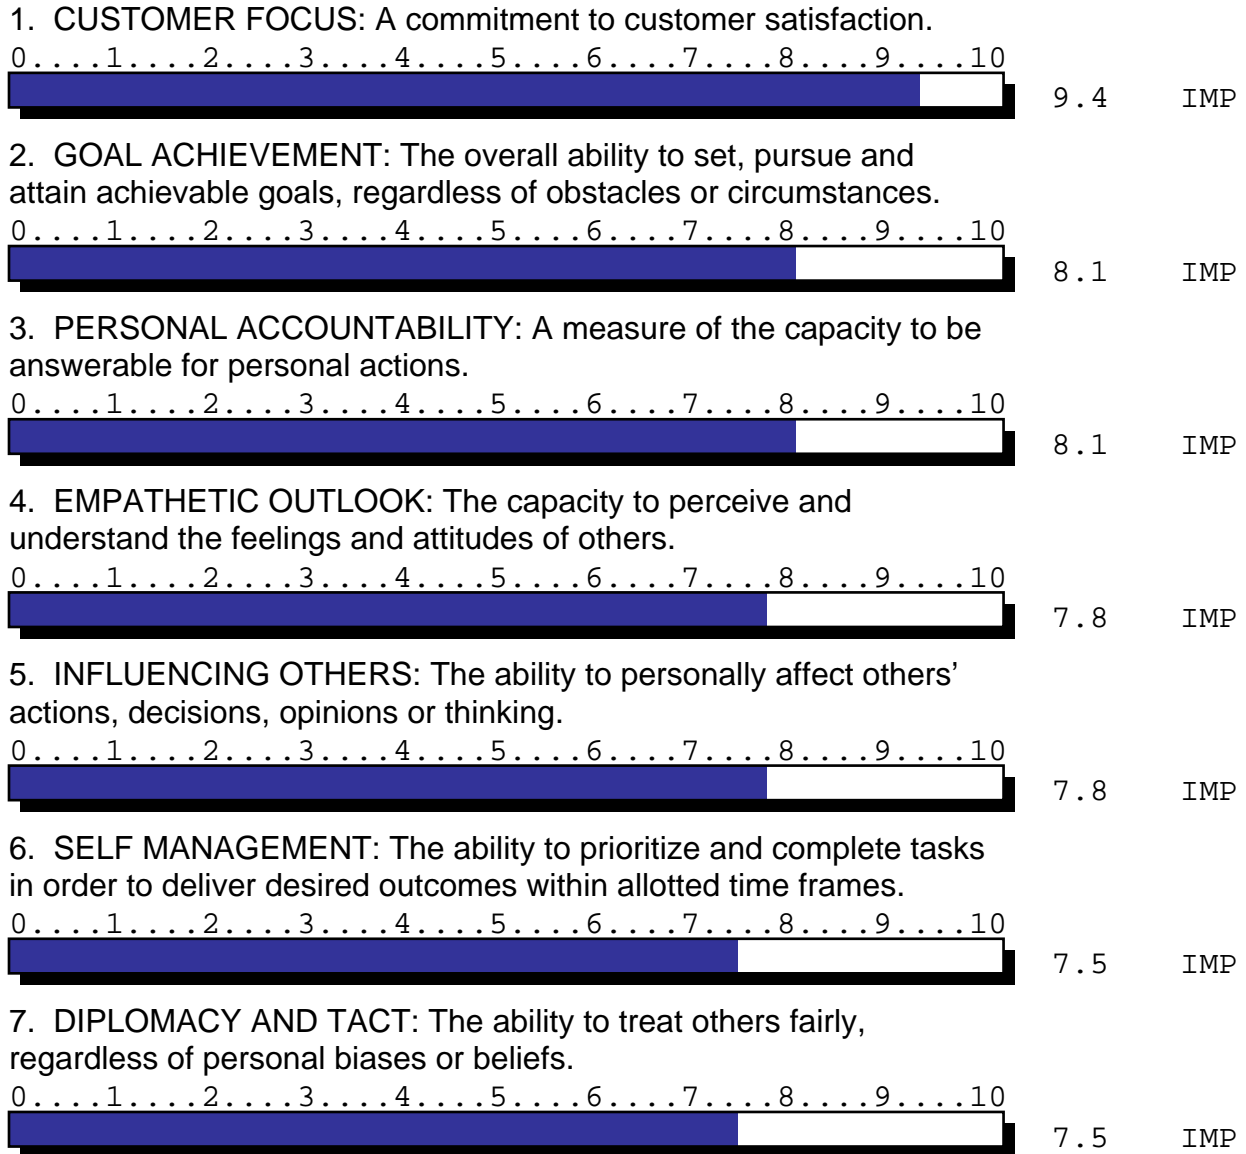 1. CUSTOMER FOCUS: A commitment to customer satisfaction.
0....1....2....3....4....5....6....7....8....9....10
9.4 IMP
2. GOAL ACHIEVEMENT: The overall ability to set, pursue and
attain achievable goals, regardless of obstacles or circumstances.
0....1....2....3....4....5....6....7....8....9....10
8.1 IMP
3. PERSONAL ACCOUNTABILITY: A measure of the capacity to be
answerable for personal actions.
0....1....2....3....4....5....6....7....8....9....10
8.1 IMP
4. EMPATHETIC OUTLOOK: The capacity to perceive and
understand the feelings and attitudes of others.
0....1....2....3....4....5....6....7....8....9....10
7.8 IMP
5. INFLUENCING OTHERS: The ability to personally affect others’
actions, decisions, opinions or thinking.
0....1....2....3....4....5....6....7....8....9....10
7.8 IMP
6. SELF MANAGEMENT: The ability to prioritize and complete tasks
in order to deliver desired outcomes within allotted time frames.
0....1....2....3....4....5....6....7....8....9....10
7.5 IMP
7. DIPLOMACY AND TACT: The ability to treat others fairly,
regardless of personal biases or beliefs.
0....1....2....3....4....5....6....7....8....9....10
7.5 IMP